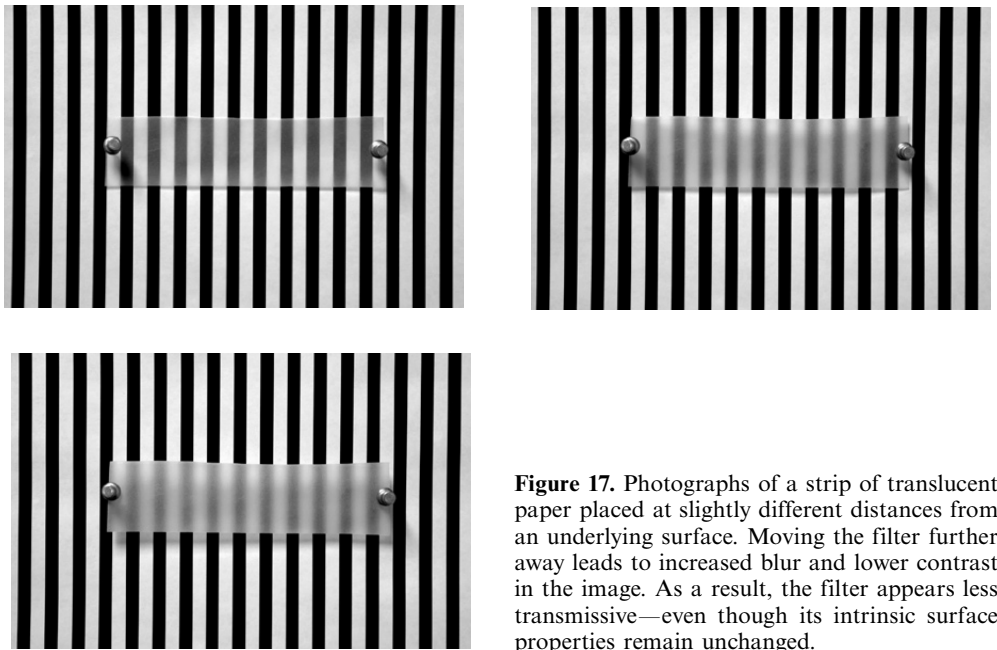 Figure 17. Photographs of a strip of translucent
paper placed at slightly different distances from
an underlying surface. Moving the filter further
away leads to increased blur and lower contrast
in the image. As a result, the filter appears less
transmissive—even though its intrinsic surface
properties remain unchanged.